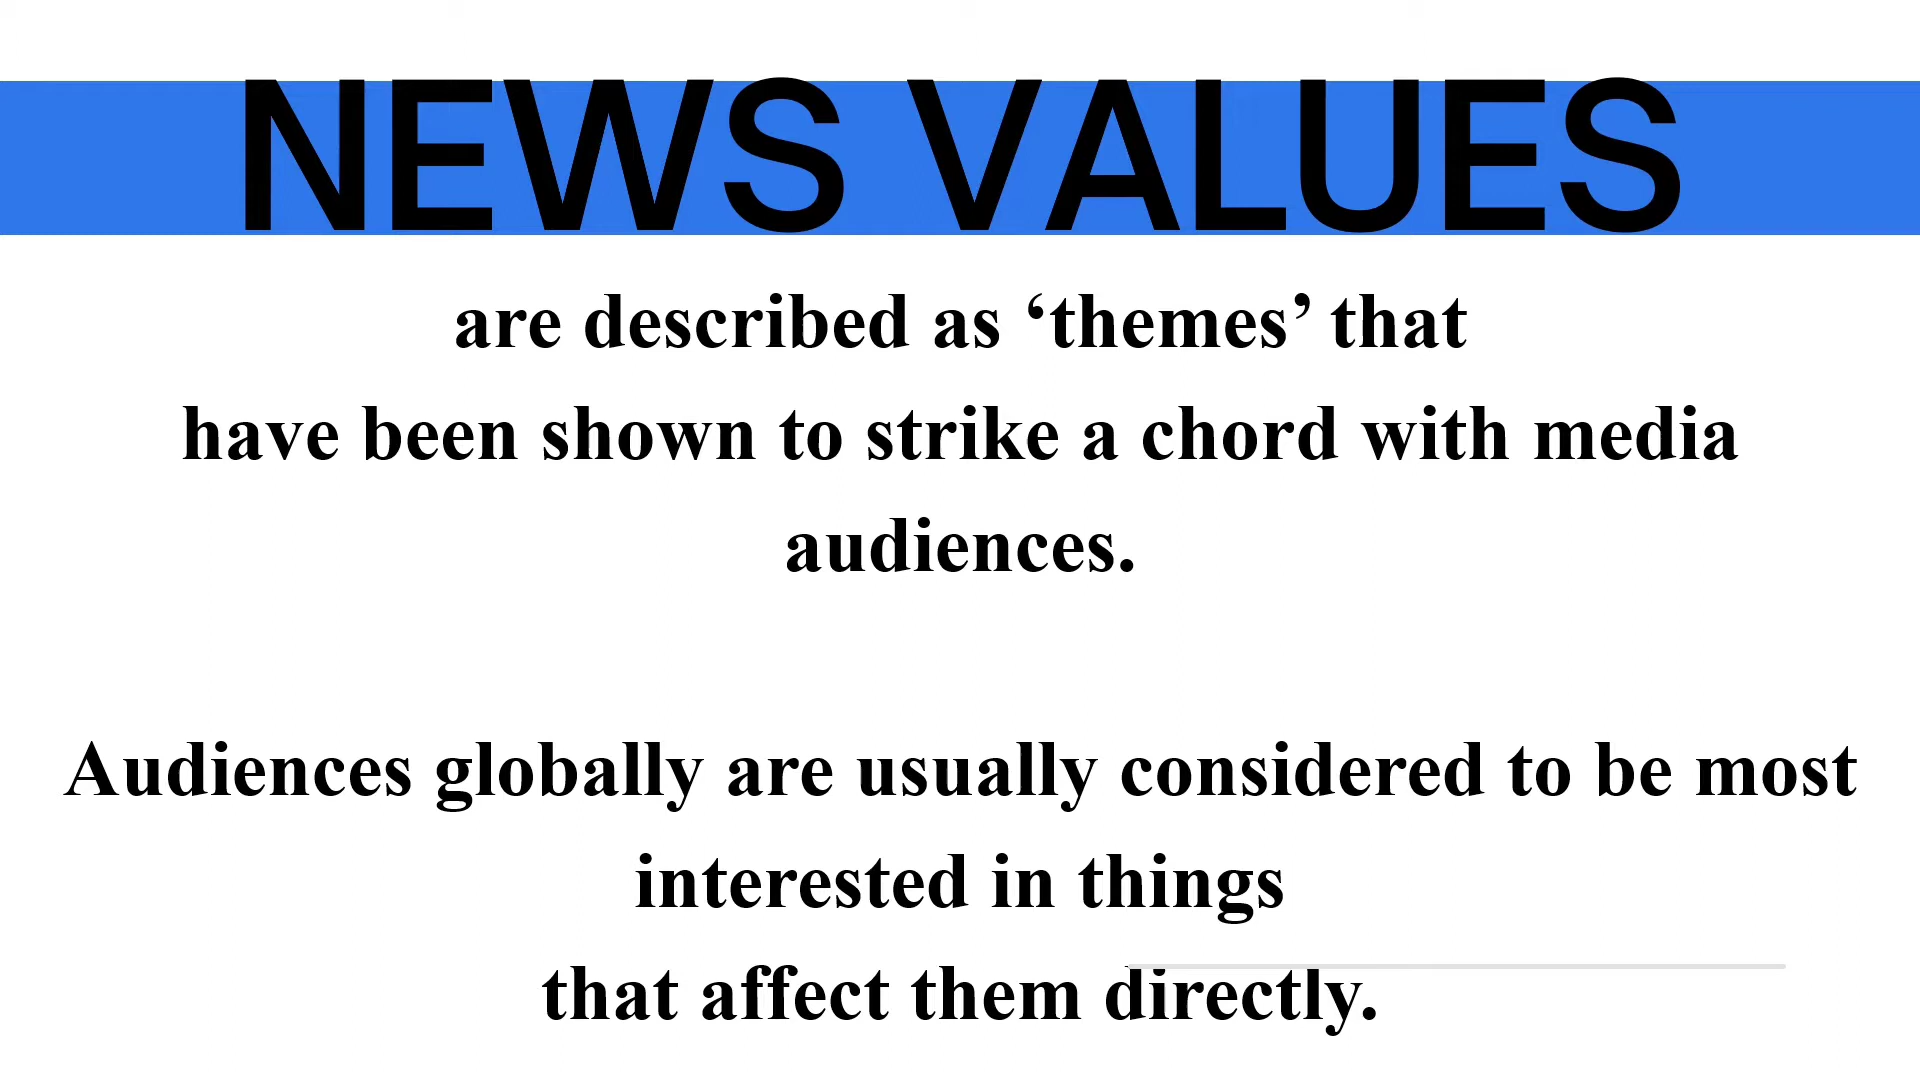 NEWS VALUES
are described as ‘themes’ that
have been shown to strike a chord with media
audiences.
Audiences globally are usually considered to be most
interested in things
that affect them directly.